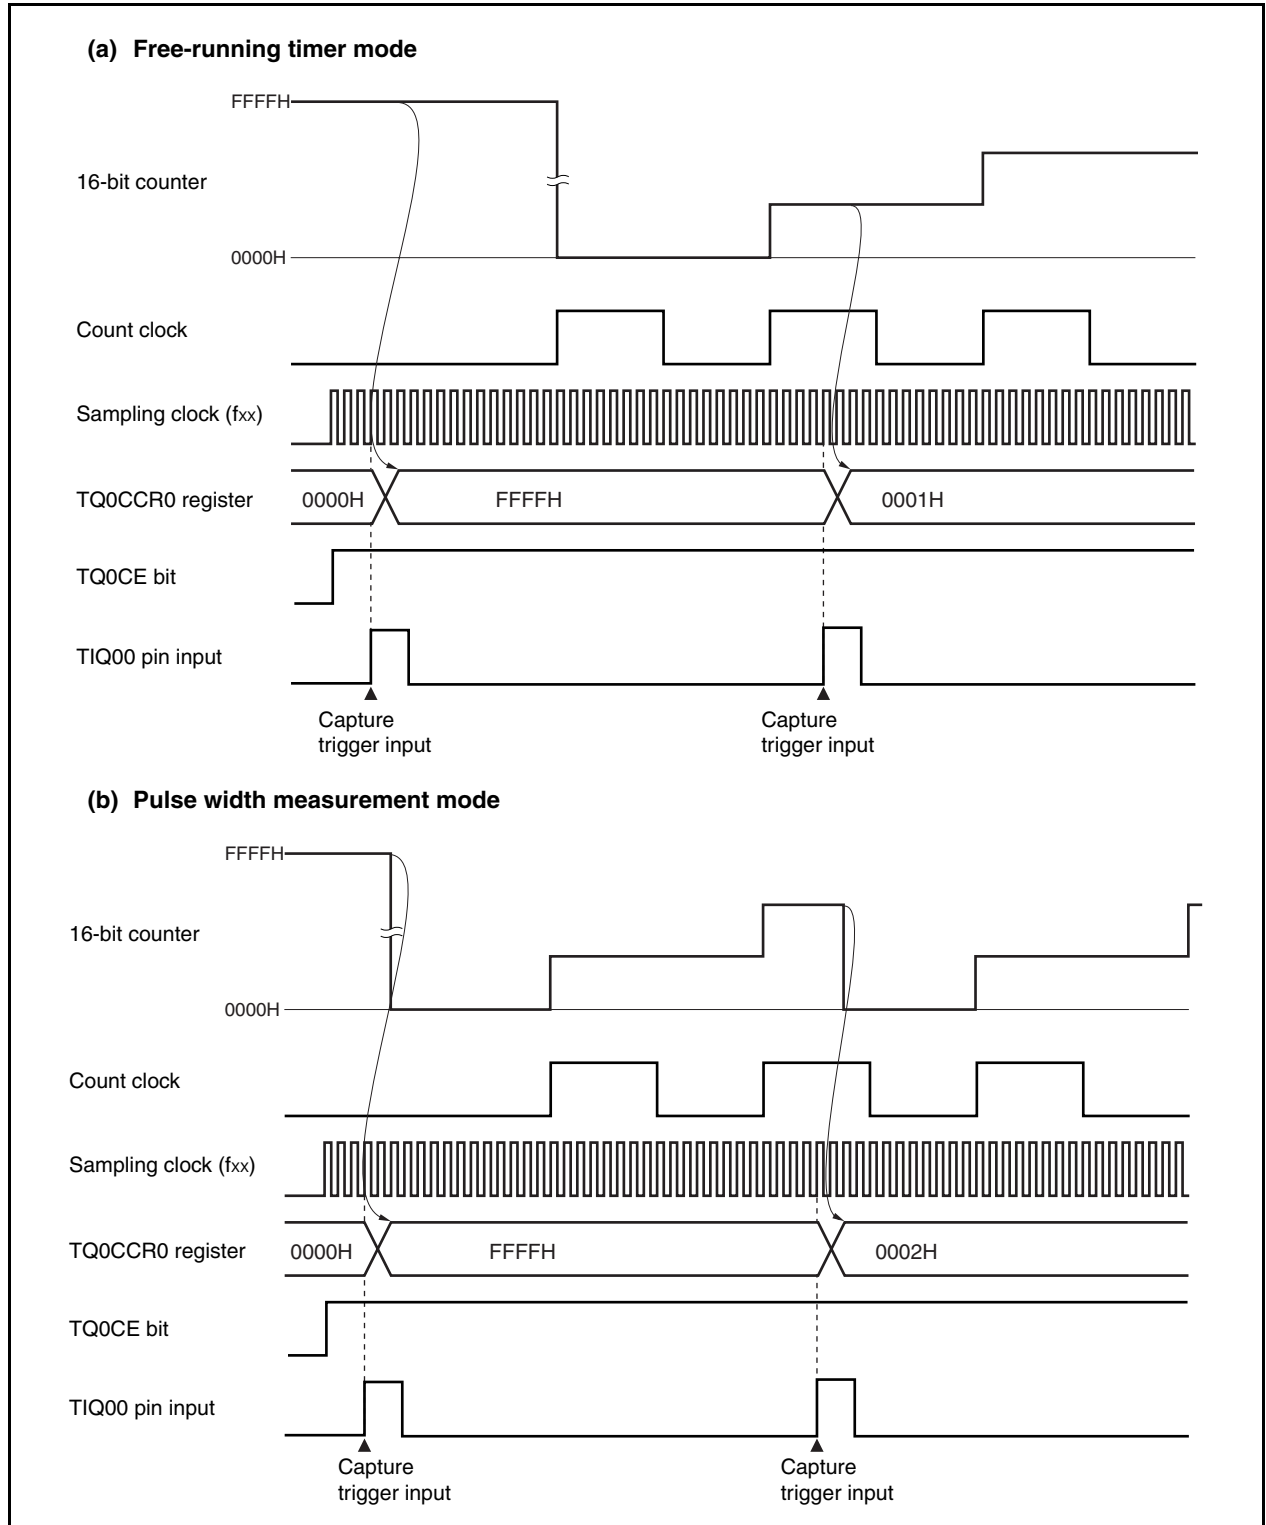 (a) Free-running timer mode
FFFFH
16-bit counter
0000H
Count clock
Sampling clock (fxx)
TQ0CCR0 register
0000H
FFFFH
0001H
TQ0CE bit
TIQ00 pin input
Capture
trigger input
Capture
trigger input
(b) Pulse width measurement mode
FFFFH
16-bit counter
0000H
Count clock
Sampling clock (fxx)
TQ0CCR0 register
0000H
FFFFH
0002H
TQ0CE bit
TIQ00 pin input
Capture
trigger input
Capture
trigger input